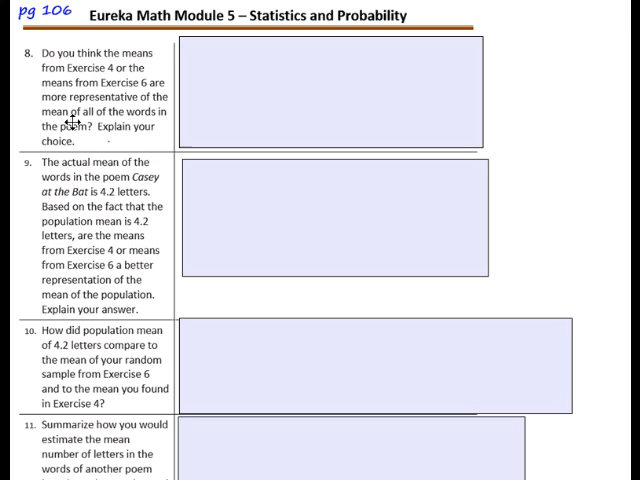 pg 106
Eureka Math Module 5 – Statistics and Probability
8. Do you think the means
from Exercise 4 or the
means from Exercise 6 are
more representative of the
mean of all of the words in
the poem? Explain your
choice.
9. The actual mean of the
words in the poem Casey
at the Bat is 4.2 letters.
Based on the fact that the
population mean is 4.2
letters, are the means
from Exercise 4 or means
from Exercise 6 a better
representation of the
mean of the population.
Explain your answer.
10. How did population mean
of 4.2 letters compare to
the mean of your random
sample from Exercise 6
and to the mean you found
in Exercise 4?
11. Summarize how you would
estimate the mean
number of letters in the
words of another poem